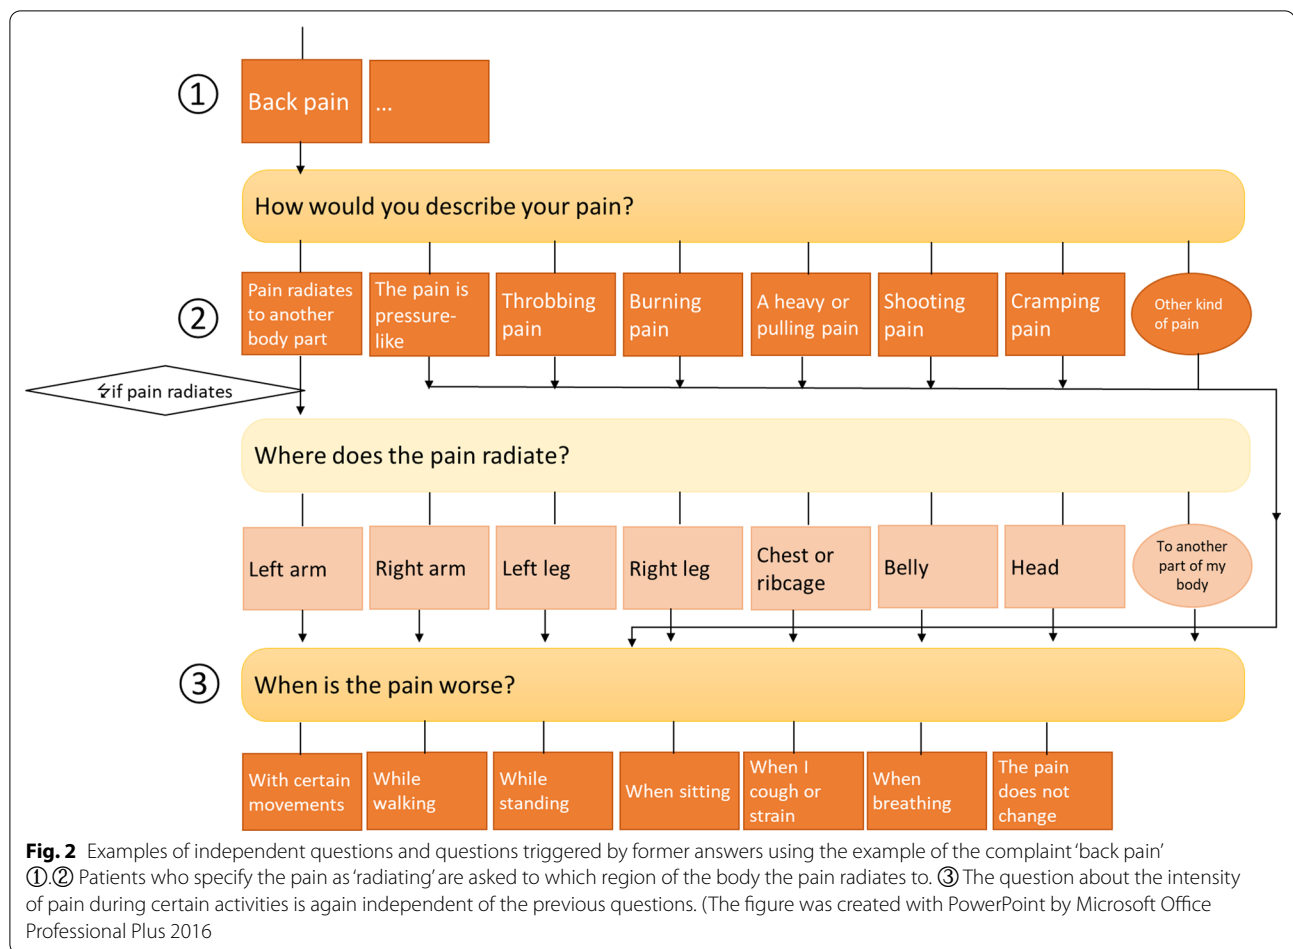 ①
Back pain
...
How would you describe your pain?
②
Pain radiates
to another
body part
The pain is
pressure-
like
Throbbing
pain
Burning
pain
A heavy or
pulling pain
Shooting
pain
Cramping
pain
Other kind
of pain
if pain radiates
Where does the pain radiate?
Left arm
Right arm
Left leg
Right leg
Chest or
ribcage
Belly
Head
To another
part of my
body
③
When is the pain worse?
With certain
movements
While
walking
While
standing
When sitting
When I
cough or
strain
When
breathing
The pain
does not
change
Fig. 2 Examples of independent questions and questions triggered by former answers using the example of the complaint ‘back pain’
①.② Patients who specify the pain as ‘radiating’ are asked to which region of the body the pain radiates to. ③ The question about the intensity
of pain during certain activities is again independent of the previous questions. (The figure was created with PowerPoint by Microsoft Office
Professional Plus 2016